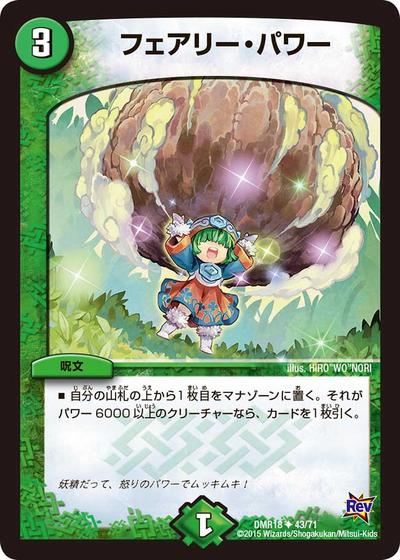 3
フェアリー・パワー
illus. HIRO"WO"NORI
呪文
■ 自分の山札の上から1枚目をマナゾーンに置く。それが
パワー6000以上のクリーチャーなら、カードを1枚引く。
妖精だって、怒りのパワーでムッキムキ!
1
Rev
DMR18 ◆ 43/71
©2015 Wizards/Shogakukan/Mitsui-Kids